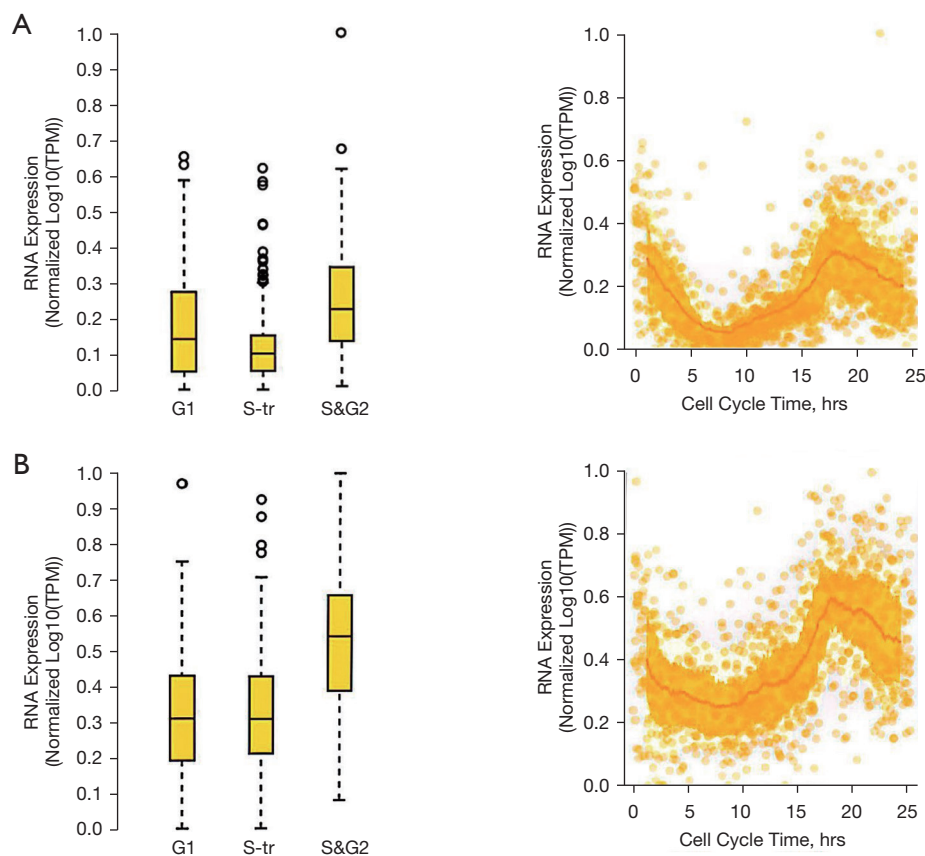 A
RNA Expression
(Normalized Log10(TPM))
1.0
0.9
0.8
0.7
0.6
0.5
0.4
0.3
0.2
0.1
0.0
G1 S-tr S&G2
RNA Expression
(Normalized Log10(TPM))
1.0
0.8
0.6
0.4
0.2
0.0
0 5 10 15 20 25
Cell Cycle Time, hrs
B
RNA Expression
(Normalized Log10(TPM))
1.0
0.9
0.8
0.7
0.6
0.5
0.4
0.3
0.2
0.1
0.0
G1 S-tr S&G2
RNA Expression
(Normalized Log10(TPM))
1.0
0.8
0.6
0.4
0.2
0.0
0 5 10 15 20 25
Cell Cycle Time, hrs